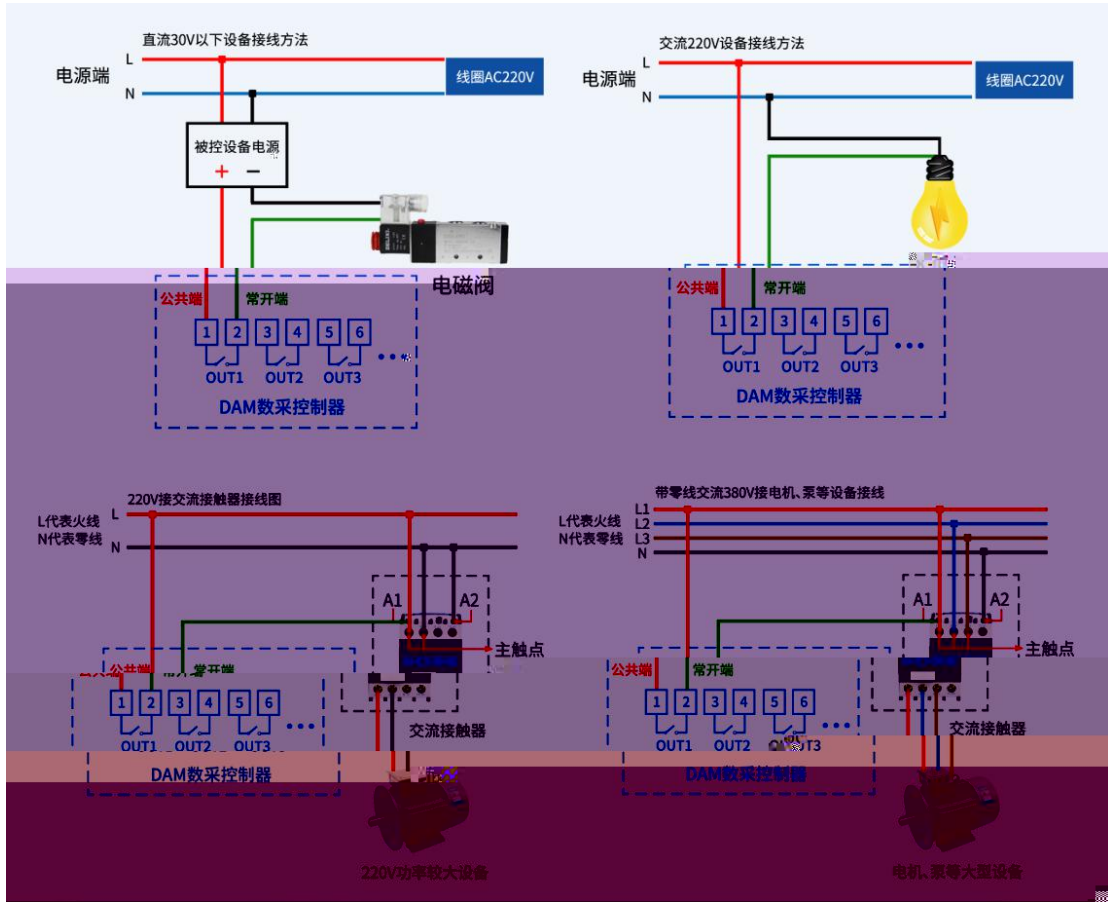 直流30V以下设备接线方法
L
电源端
N
线圈AC220V
被控设备电源
+ −
电磁阀
公共端 常开端
1 2 3 4 5 6
OUT1 OUT2 OUT3
DAM数采控制器
交流220V设备接线方法
L
电源端
N
线圈AC220V
公共端 常开端
1 2 3 4 5 6
OUT1 OUT2 OUT3
DAM数采控制器
220V接交流接触器接线图
L代表火线 L
N代表零线 N
A1 A2
主触点
公共端 常开端
1 2 3 4 5 6
OUT1 OUT2 OUT3
交流接触器
DAM数采控制器
220V功率较大设备
带零线交流380V接电机、泵等设备接线
L1
L代表火线 L2
N代表零线 L3
N
A1 A2
主触点
公共端 常开端
1 2 3 4 5 6
OUT1 OUT2
交流接触器
DAM数采控制器
电机、泵等大型设备